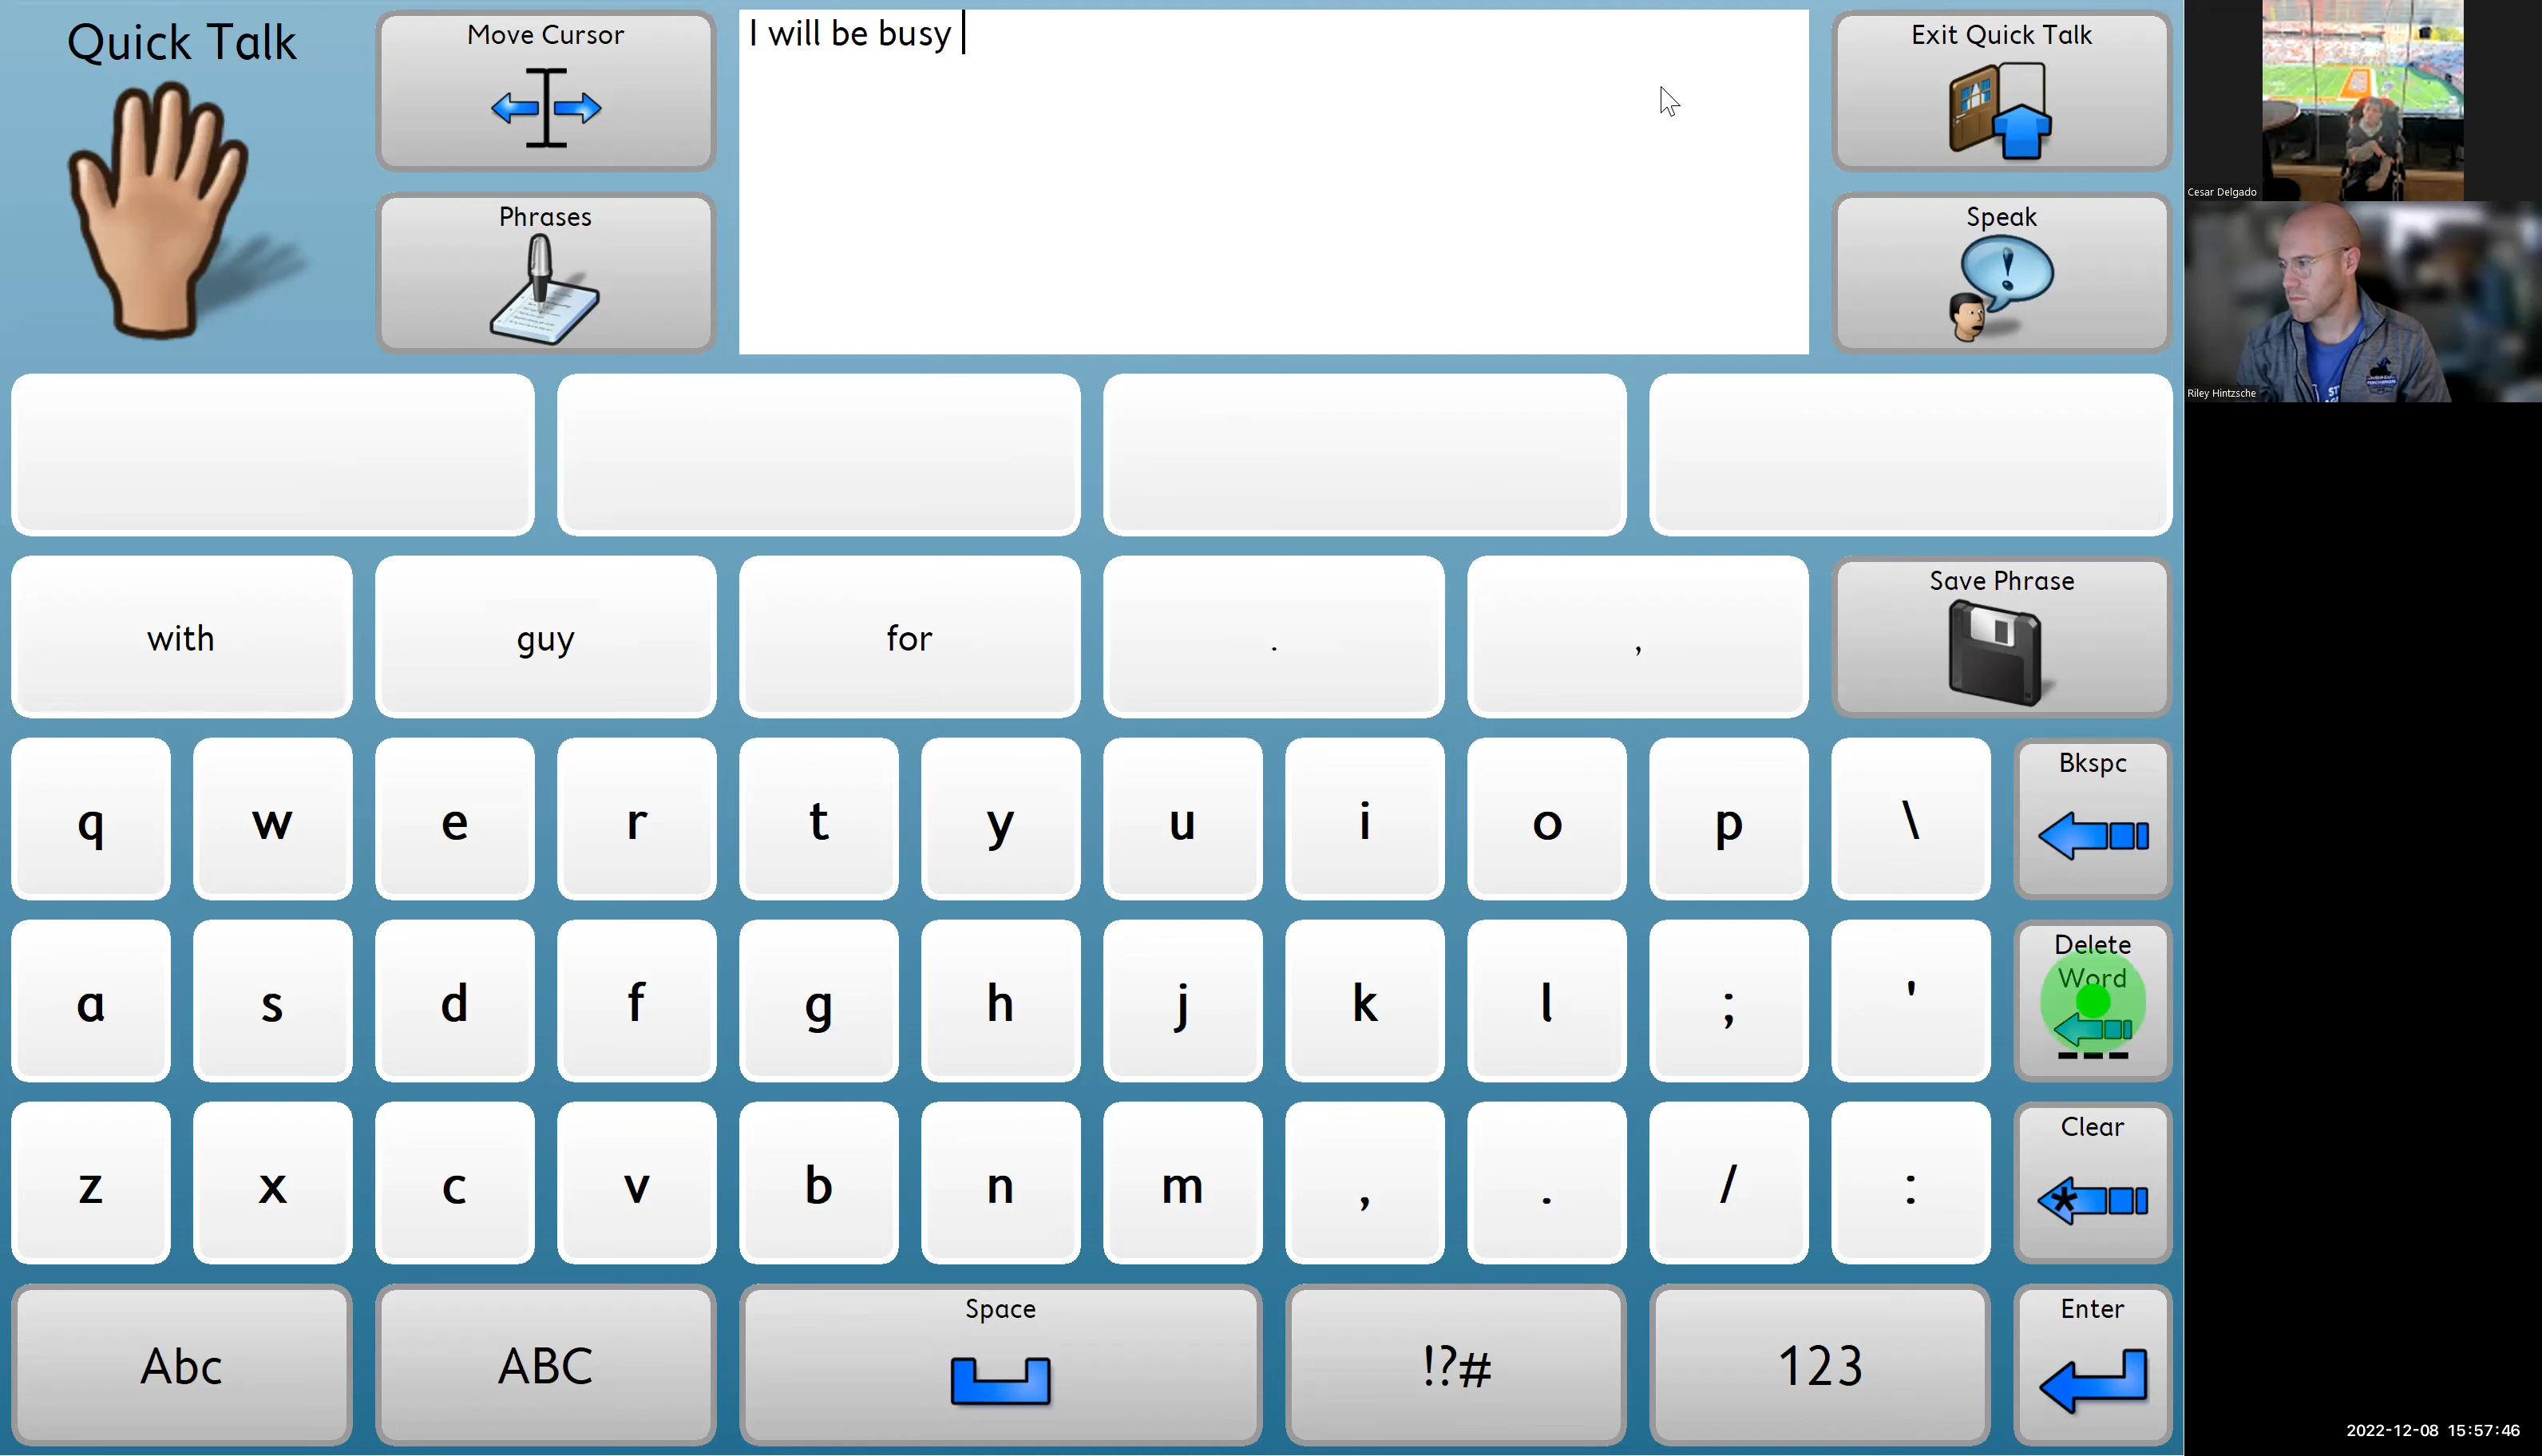 Quick Talk
Move Cursor
I will be busy
Exit Quick Talk
Phrases
Speak
Cesar Delgado
Riley Hintzsche
with
guy
for
.
,
Save Phrase
q w e r t y u i o p \
Bkspc
a s d f g h j k l ; '
Delete
Word
z x c v b n m , . / :
Clear
Abc
ABC
Space
!?#
123
Enter
2022-12-08 15:57:46